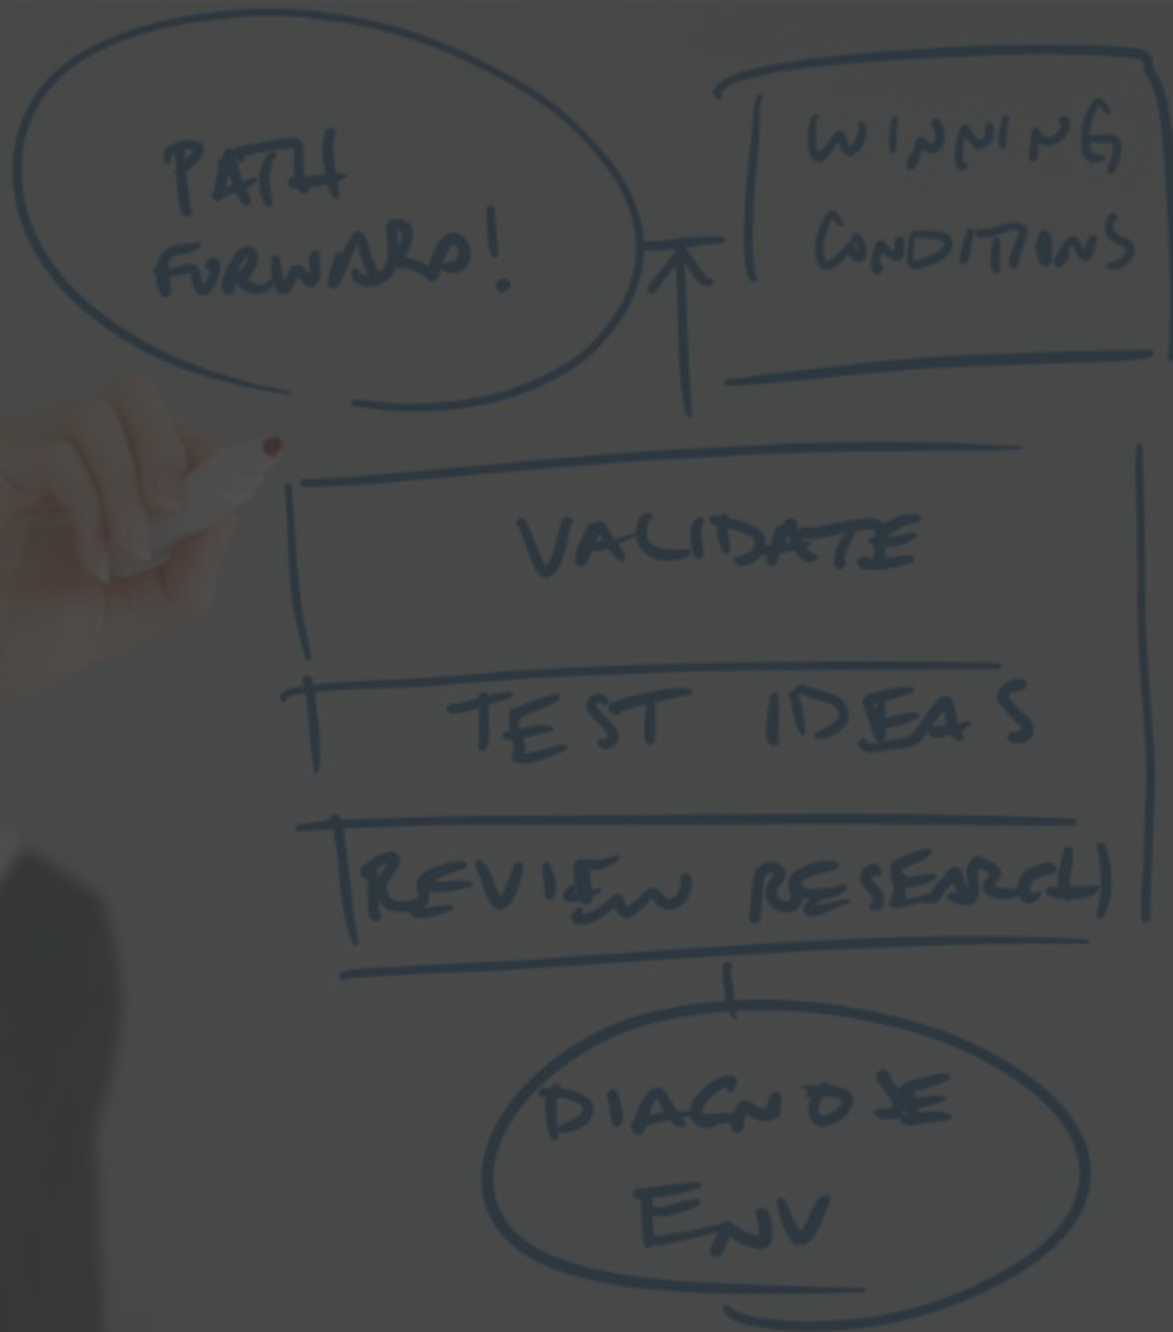 PATH
FORWARD!
WINNING
CONDITIONS
VALIDATE
TEST IDEAS
REVIEW RESEARCH
DIAGNOSE
ENV